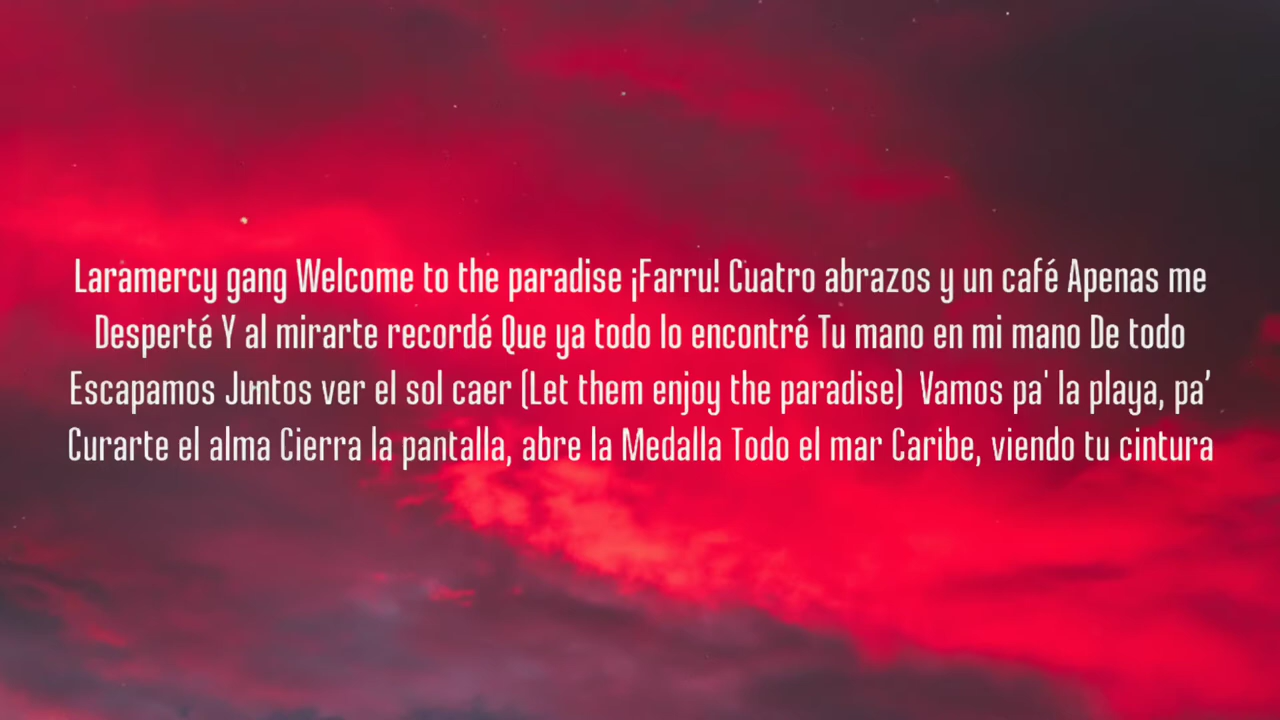 Laramercy gang Welcome to the paradise ¡Farru! Cuatro abrazos y un café Apenas me
Desperté Y al mirarte recordé Que ya todo lo encontré Tu mano en mi mano De todo
Escapamos Juntos ver el sol caer (Let them enjoy the paradise)  Vamos pa' la playa, pa’
Curarte el alma Cierra la pantalla, abre la Medalla Todo el mar Caribe, viendo tu cintura